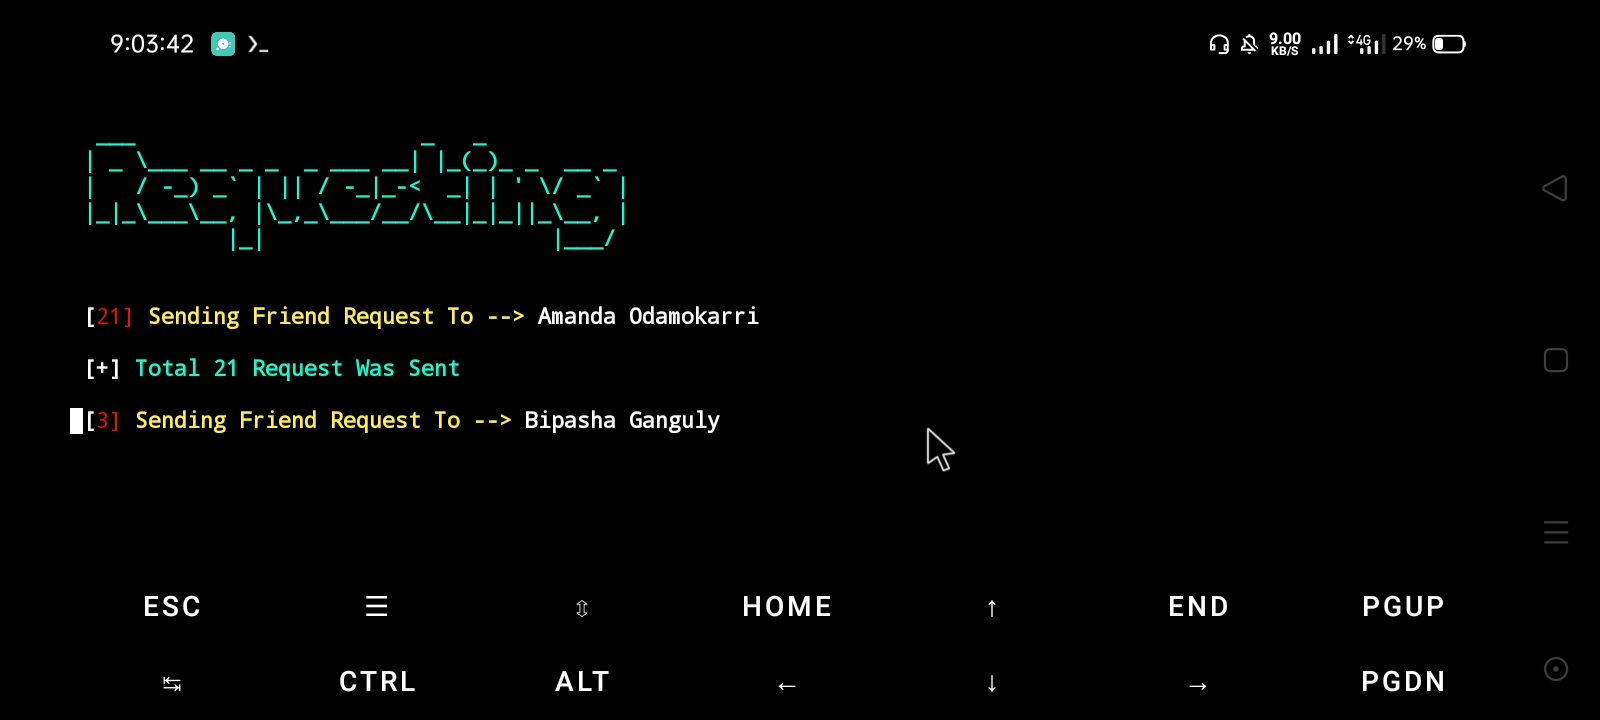 9:03:42 9.00 KB/S 4G 29%
Requesting
[21] Sending Friend Request To --> Amanda Odamokarri
[+] Total 21 Request Was Sent
[3] Sending Friend Request To --> Bipasha Ganguly
ESC ☰ ⇳ HOME ↑ END PGUP
↹ CTRL ALT ← ↓ → PGDN